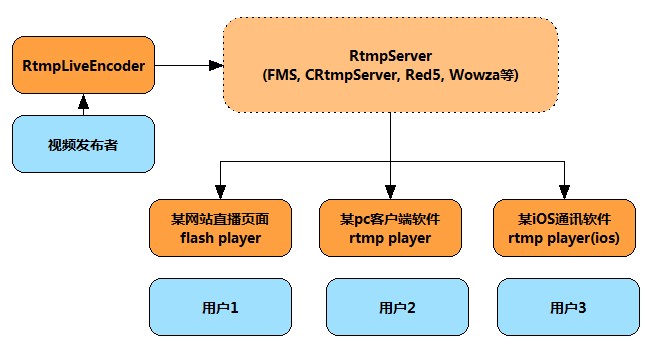 RtmpLiveEncoder
RtmpServer
(FMS, CRtmpServer, Red5, Wowza等)
视频发布者
某网站直播页面
flash player
某pc客户端软件
rtmp player
某iOS通讯软件
rtmp player(ios)
用户1
用户2
用户3